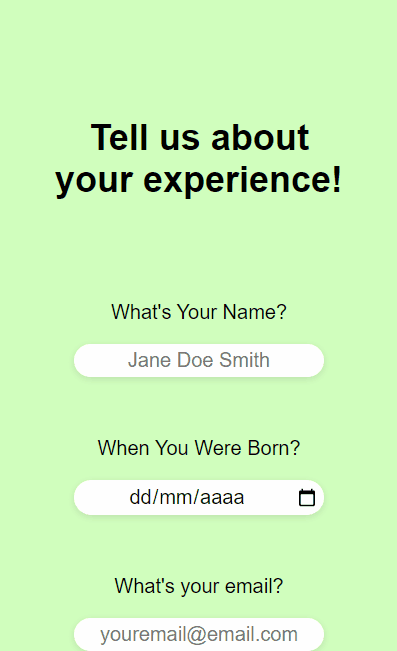 Tell us about
your experience!
What's Your Name?
Jane Doe Smith
When You Were Born?
dd/mm/aaaa
What's your email?
youremail@email.com